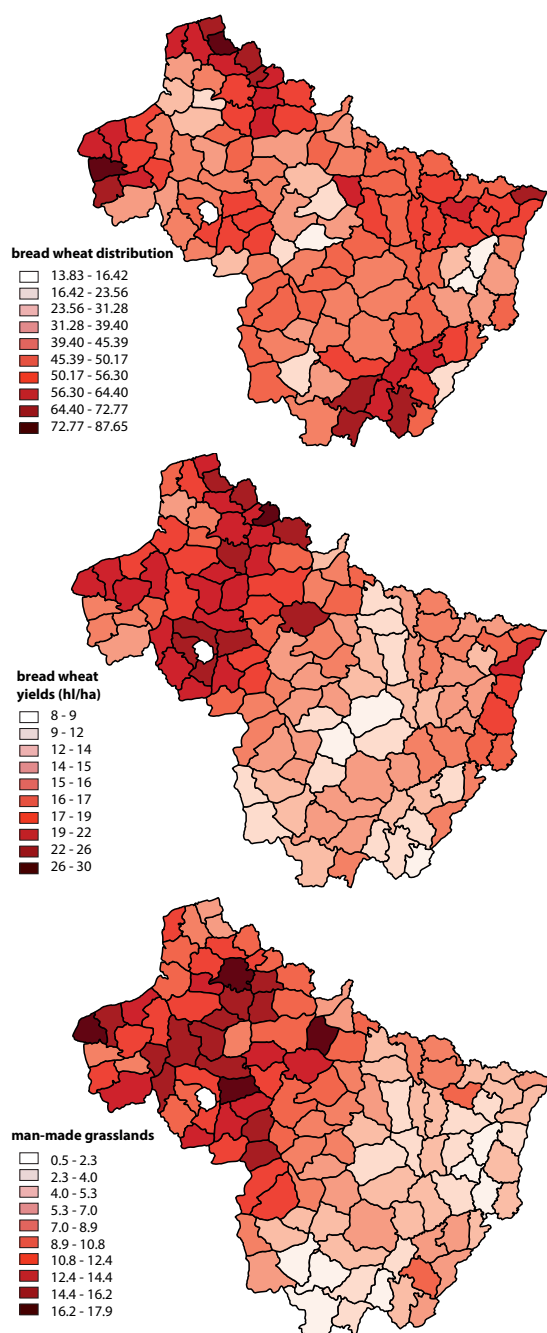 bread wheat distribution
13.83 - 16.42
16.42 - 23.56
23.56 - 31.28
31.28 - 39.40
39.40 - 45.39
45.39 - 50.17
50.17 - 56.30
56.30 - 64.40
64.40 - 72.77
72.77 - 87.65
bread wheat
yields (hl/ha)
8 - 9
9 - 12
12 - 14
14 - 15
15 - 16
16 - 17
17 - 19
19 - 22
22 - 26
26 - 30
man-made grasslands
0.5 - 2.3
2.3 - 4.0
4.0 - 5.3
5.3 - 7.0
7.0 - 8.9
8.9 - 10.8
10.8 - 12.4
12.4 - 14.4
14.4 - 16.2
16.2 - 17.9